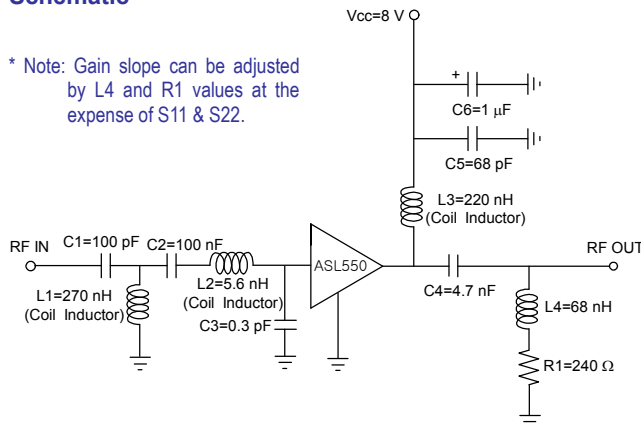 Schematic
Vcc=8 V
* Note: Gain slope can be adjusted
by L4 and R1 values at the
expense of S11 & S22.
+
C6=1 μF
C5=68 pF
L3=220 nH
(Coil Inductor)
RF IN
C1=100 pF
C2=100 nF
ASL550
RF OUT
L2=5.6 nH
(Coil Inductor)
C4=4.7 nF
L1=270 nH
(Coil Inductor)
C3=0.3 pF
L4=68 nH
R1=240 Ω